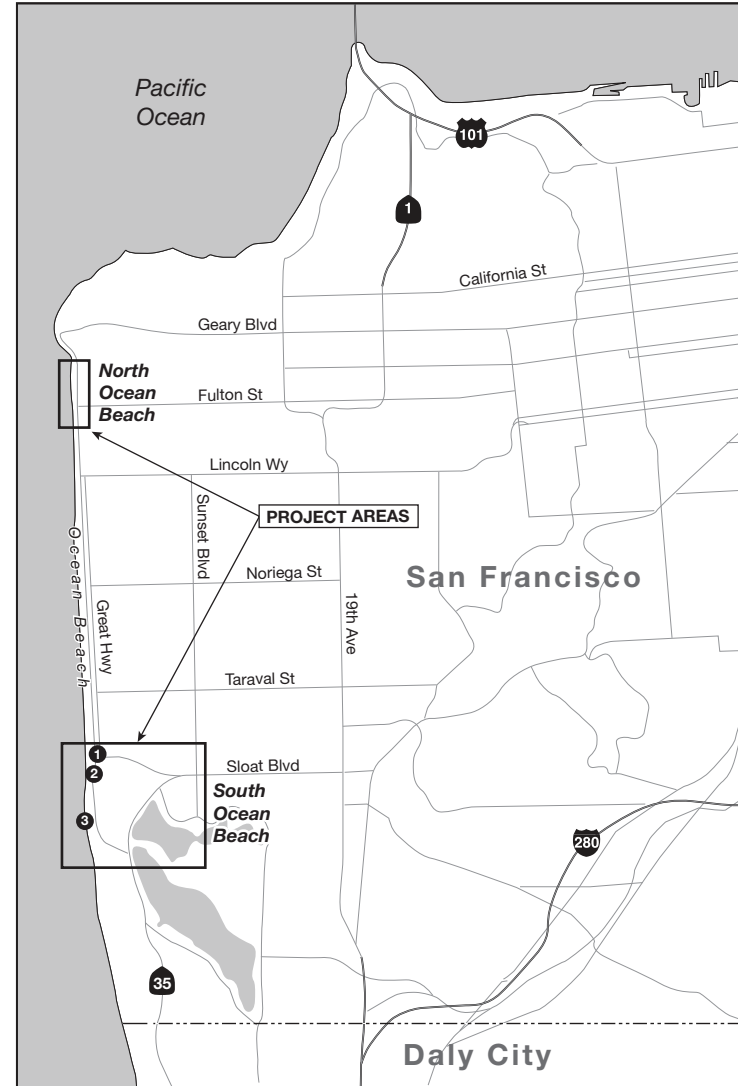 Pacific
Ocean
101
1
California St
Geary Blvd
North
Ocean
Beach
Fulton St
Lincoln Wy
PROJECT AREAS
Sunset Blvd
Ocean Beach
Noriega St
San Francisco
Great Hwy
19th Ave
Taraval St
1
2
Sloat Blvd
South
Ocean
Beach
3
280
35
Daly City